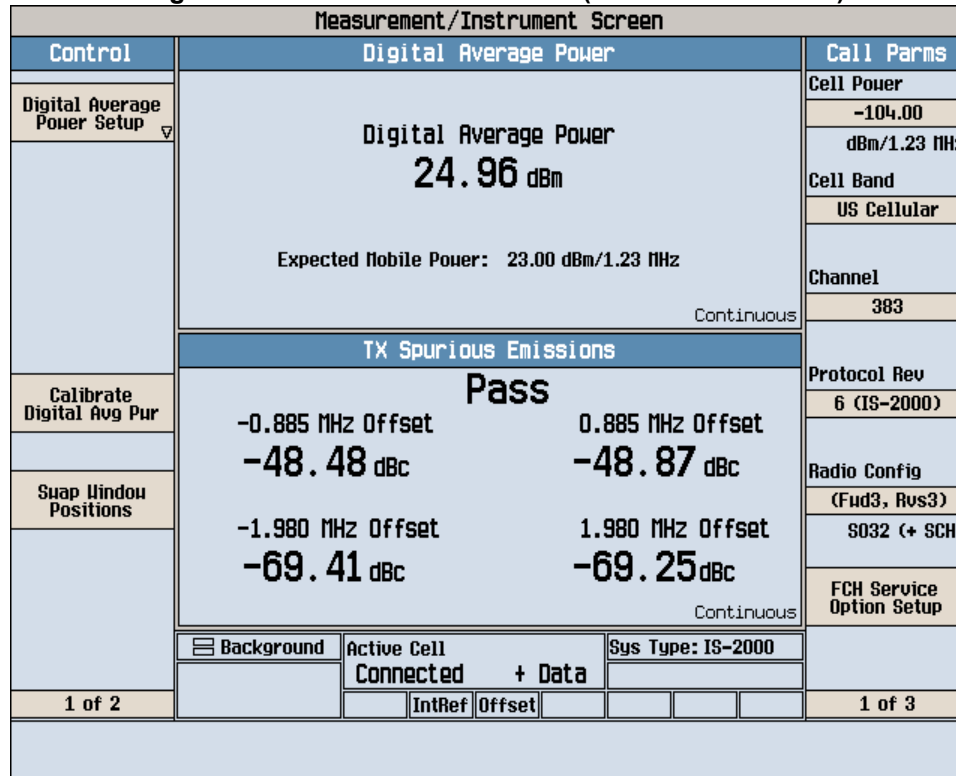 Measurement/Instrument Screen
Control
Digital Average
Power Setup
Calibrate
Digital Avg Pwr
Swap Window
Positions
1 of 2
Digital Average Power
Digital Average Power
24.96 dBm
Expected Mobile Power: 23.00 dBm/1.23 MHz
Continuous
TX Spurious Emissions
Pass
-0.885 MHz Offset 0.885 MHz Offset
-48.48 dBc -48.87 dBc
-1.980 MHz Offset 1.980 MHz Offset
-69.41 dBc -69.25 dBc
Continuous
Background
Active Cell
Connected + Data
Sys Type: IS-2000
IntRef Offset
Call Parms
Cell Power
-104.00
dBm/1.23 MHz
Cell Band
US Cellular
Channel
383
Protocol Rev
6 (IS-2000)
Radio Config
(Fwd3, Rvs3)
SO32 (+ SCH
FCH Service
Option Setup
1 of 3